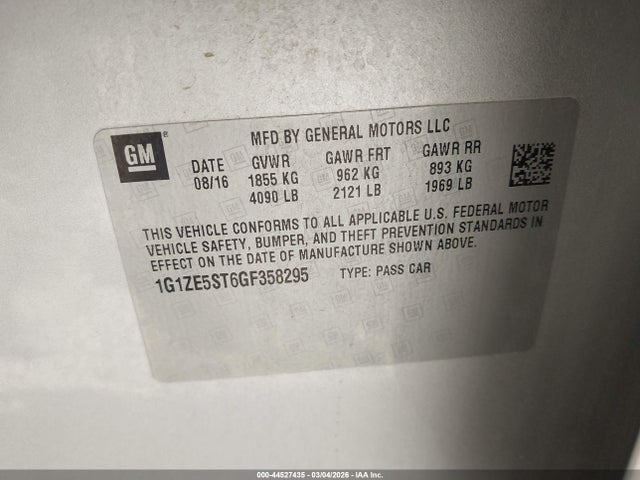 GM
MFD BY GENERAL MOTORS LLC
DATE GVWR GAWR FRT GAWR RR
08/16 1855 KG 962 KG 893 KG
4090 LB 2121 LB 1969 LB
THIS VEHICLE CONFORMS TO ALL APPLICABLE U.S. FEDERAL MOTOR
VEHICLE SAFETY, BUMPER, AND THEFT PREVENTION STANDARDS IN
EFFECT ON THE DATE OF MANUFACTURE SHOWN ABOVE.
1G1ZE5ST6GF358295 TYPE: PASS CAR
000-44527435 - 03/04/2026 - IAA Inc.